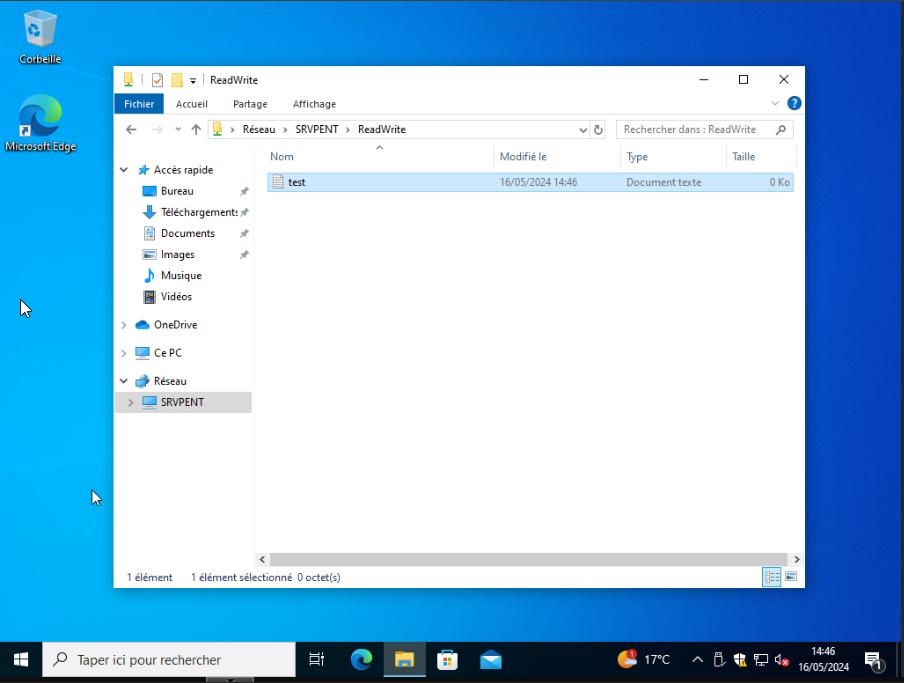 Corbeille
Microsoft Edge
ReadWrite
Fichier Accueil Partage Affichage
Réseau SRVPENT ReadWrite
Rechercher dans : ReadWrite
Nom Modifié le Type Taille
test 16/05/2024 14:46 Document texte 0 Ko
Accès rapide
Bureau
Téléchargements
Documents
Images
Musique
Vidéos
OneDrive
Ce PC
Réseau
SRVPENT
1 élément 1 élément sélectionné 0 octet(s)
Taper ici pour rechercher
1
17°C
14:46
16/05/2024
1